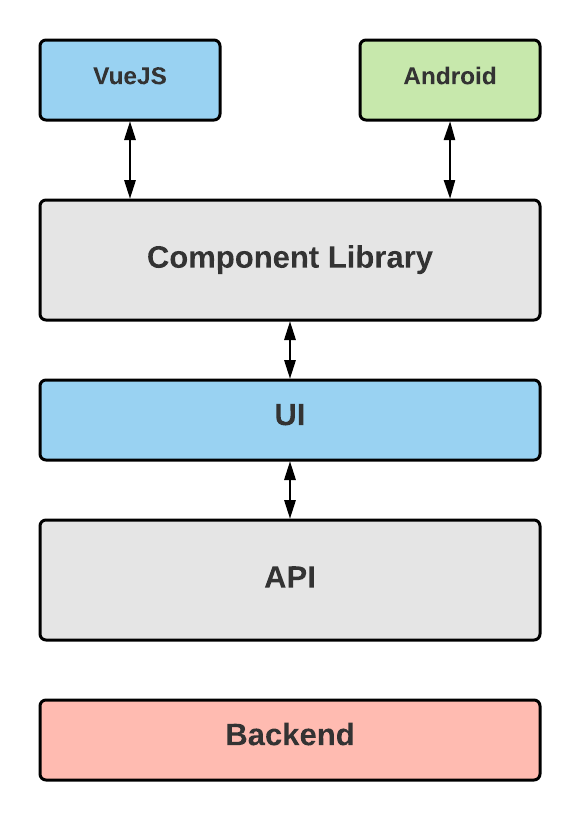 VueJS
Android
Component Library
UI
API
Backend